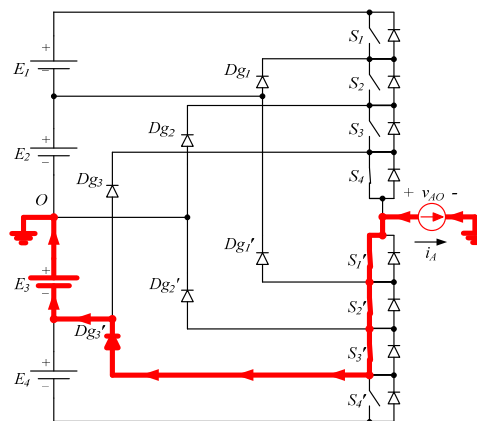 S1
+
E1
−
Dg1
S2
Dg2
S3
+
E2
−
Dg3
S4
O
+ vAO -
iA
+
E3
−
Dg1′
S1′
Dg2′
S2′
Dg3′
S3′
+
E4
−
S4′